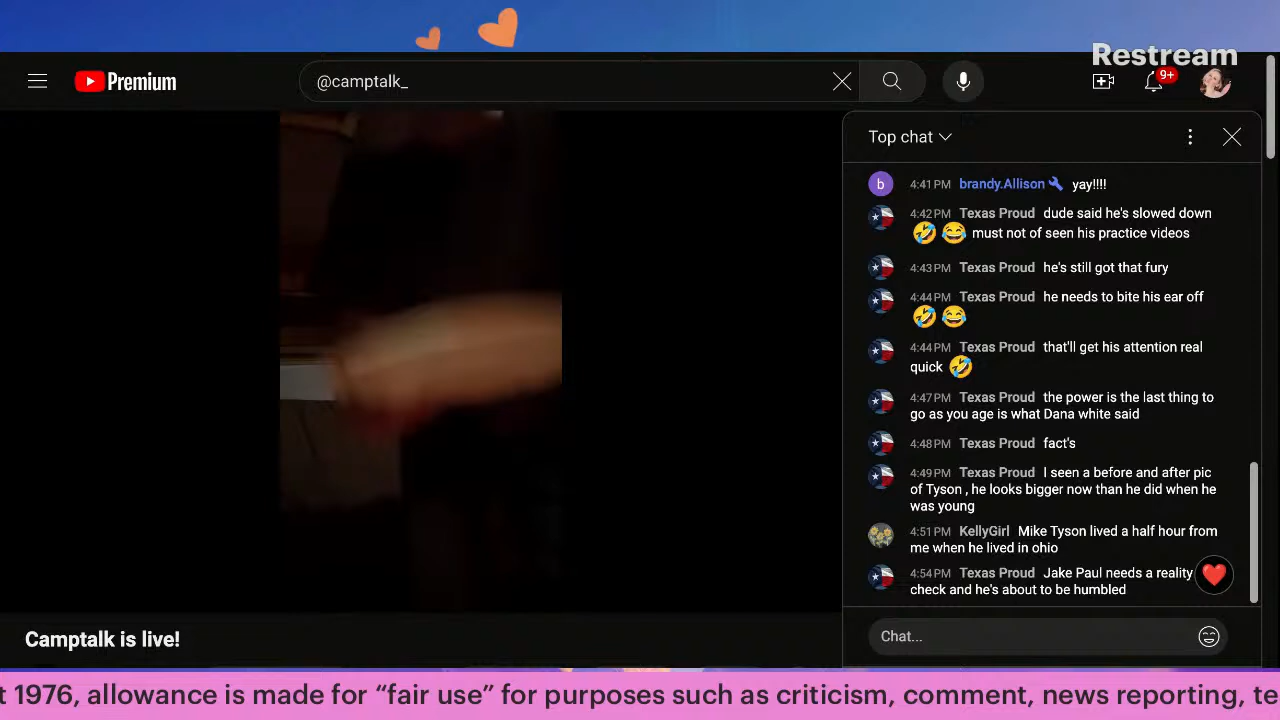 Restream
Premium
@camptalk_
9+
Top chat
b
4:41 PM brandy.Allison yay!!!!
4:42 PM Texas Proud dude said he's slowed down
🤣 😂 must not of seen his practice videos
4:43 PM Texas Proud he's still got that fury
4:44 PM Texas Proud he needs to bite his ear off
🤣 😂
4:44 PM Texas Proud that'll get his attention real
quick 🤣
4:47 PM Texas Proud the power is the last thing to
go as you age is what Dana white said
4:48 PM Texas Proud fact's
4:49 PM Texas Proud I seen a before and after pic
of Tyson , he looks bigger now than he did when he
was young
4:51 PM KellyGirl Mike Tyson lived a half hour from
me when he lived in ohio
4:54 PM Texas Proud Jake Paul needs a reality
check and he's about to be humbled
Chat...
Camptalk is live!
t 1976, allowance is made for “fair use” for purposes such as criticism, comment, news reporting, te